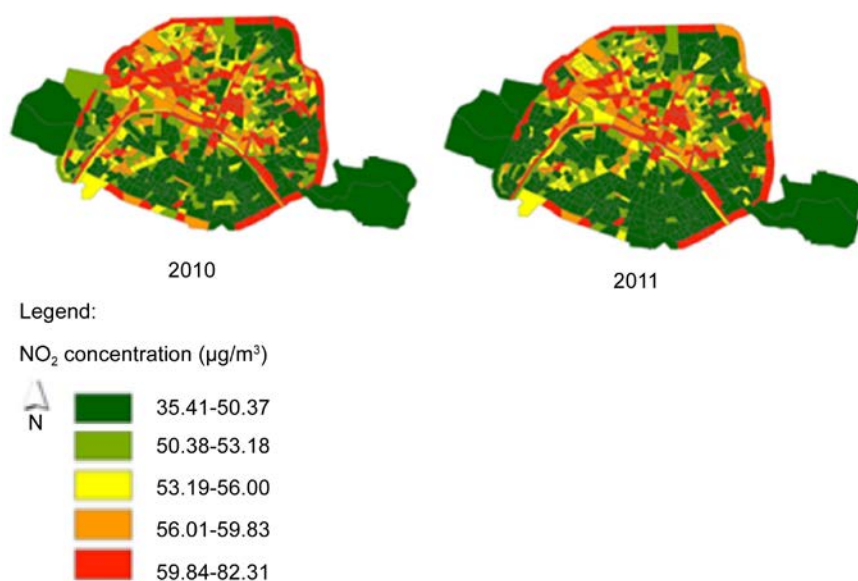 2010
2011
Legend:
NO₂ concentration (µg/m³)
N
35.41-50.37
50.38-53.18
53.19-56.00
56.01-59.83
59.84-82.31